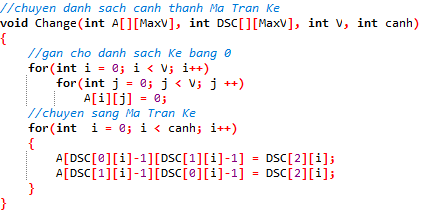 //chuyen danh sach canh thanh Ma Tran Ke
void Change(int A[][MaxV], int DSC[][MaxV], int V, int canh)
{
    //gan cho danh sach Ke bang 0
    for(int i = 0; i < V; i++)
        for(int j = 0; j < V; j ++)
            A[i][j] = 0;
    //chuyen sang Ma Tran Ke
    for(int  i = 0; i < canh; i++)
    {
        A[DSC[0][i]-1][DSC[1][i]-1] = DSC[2][i];
        A[DSC[1][i]-1][DSC[0][i]-1] = DSC[2][i];
    }
}